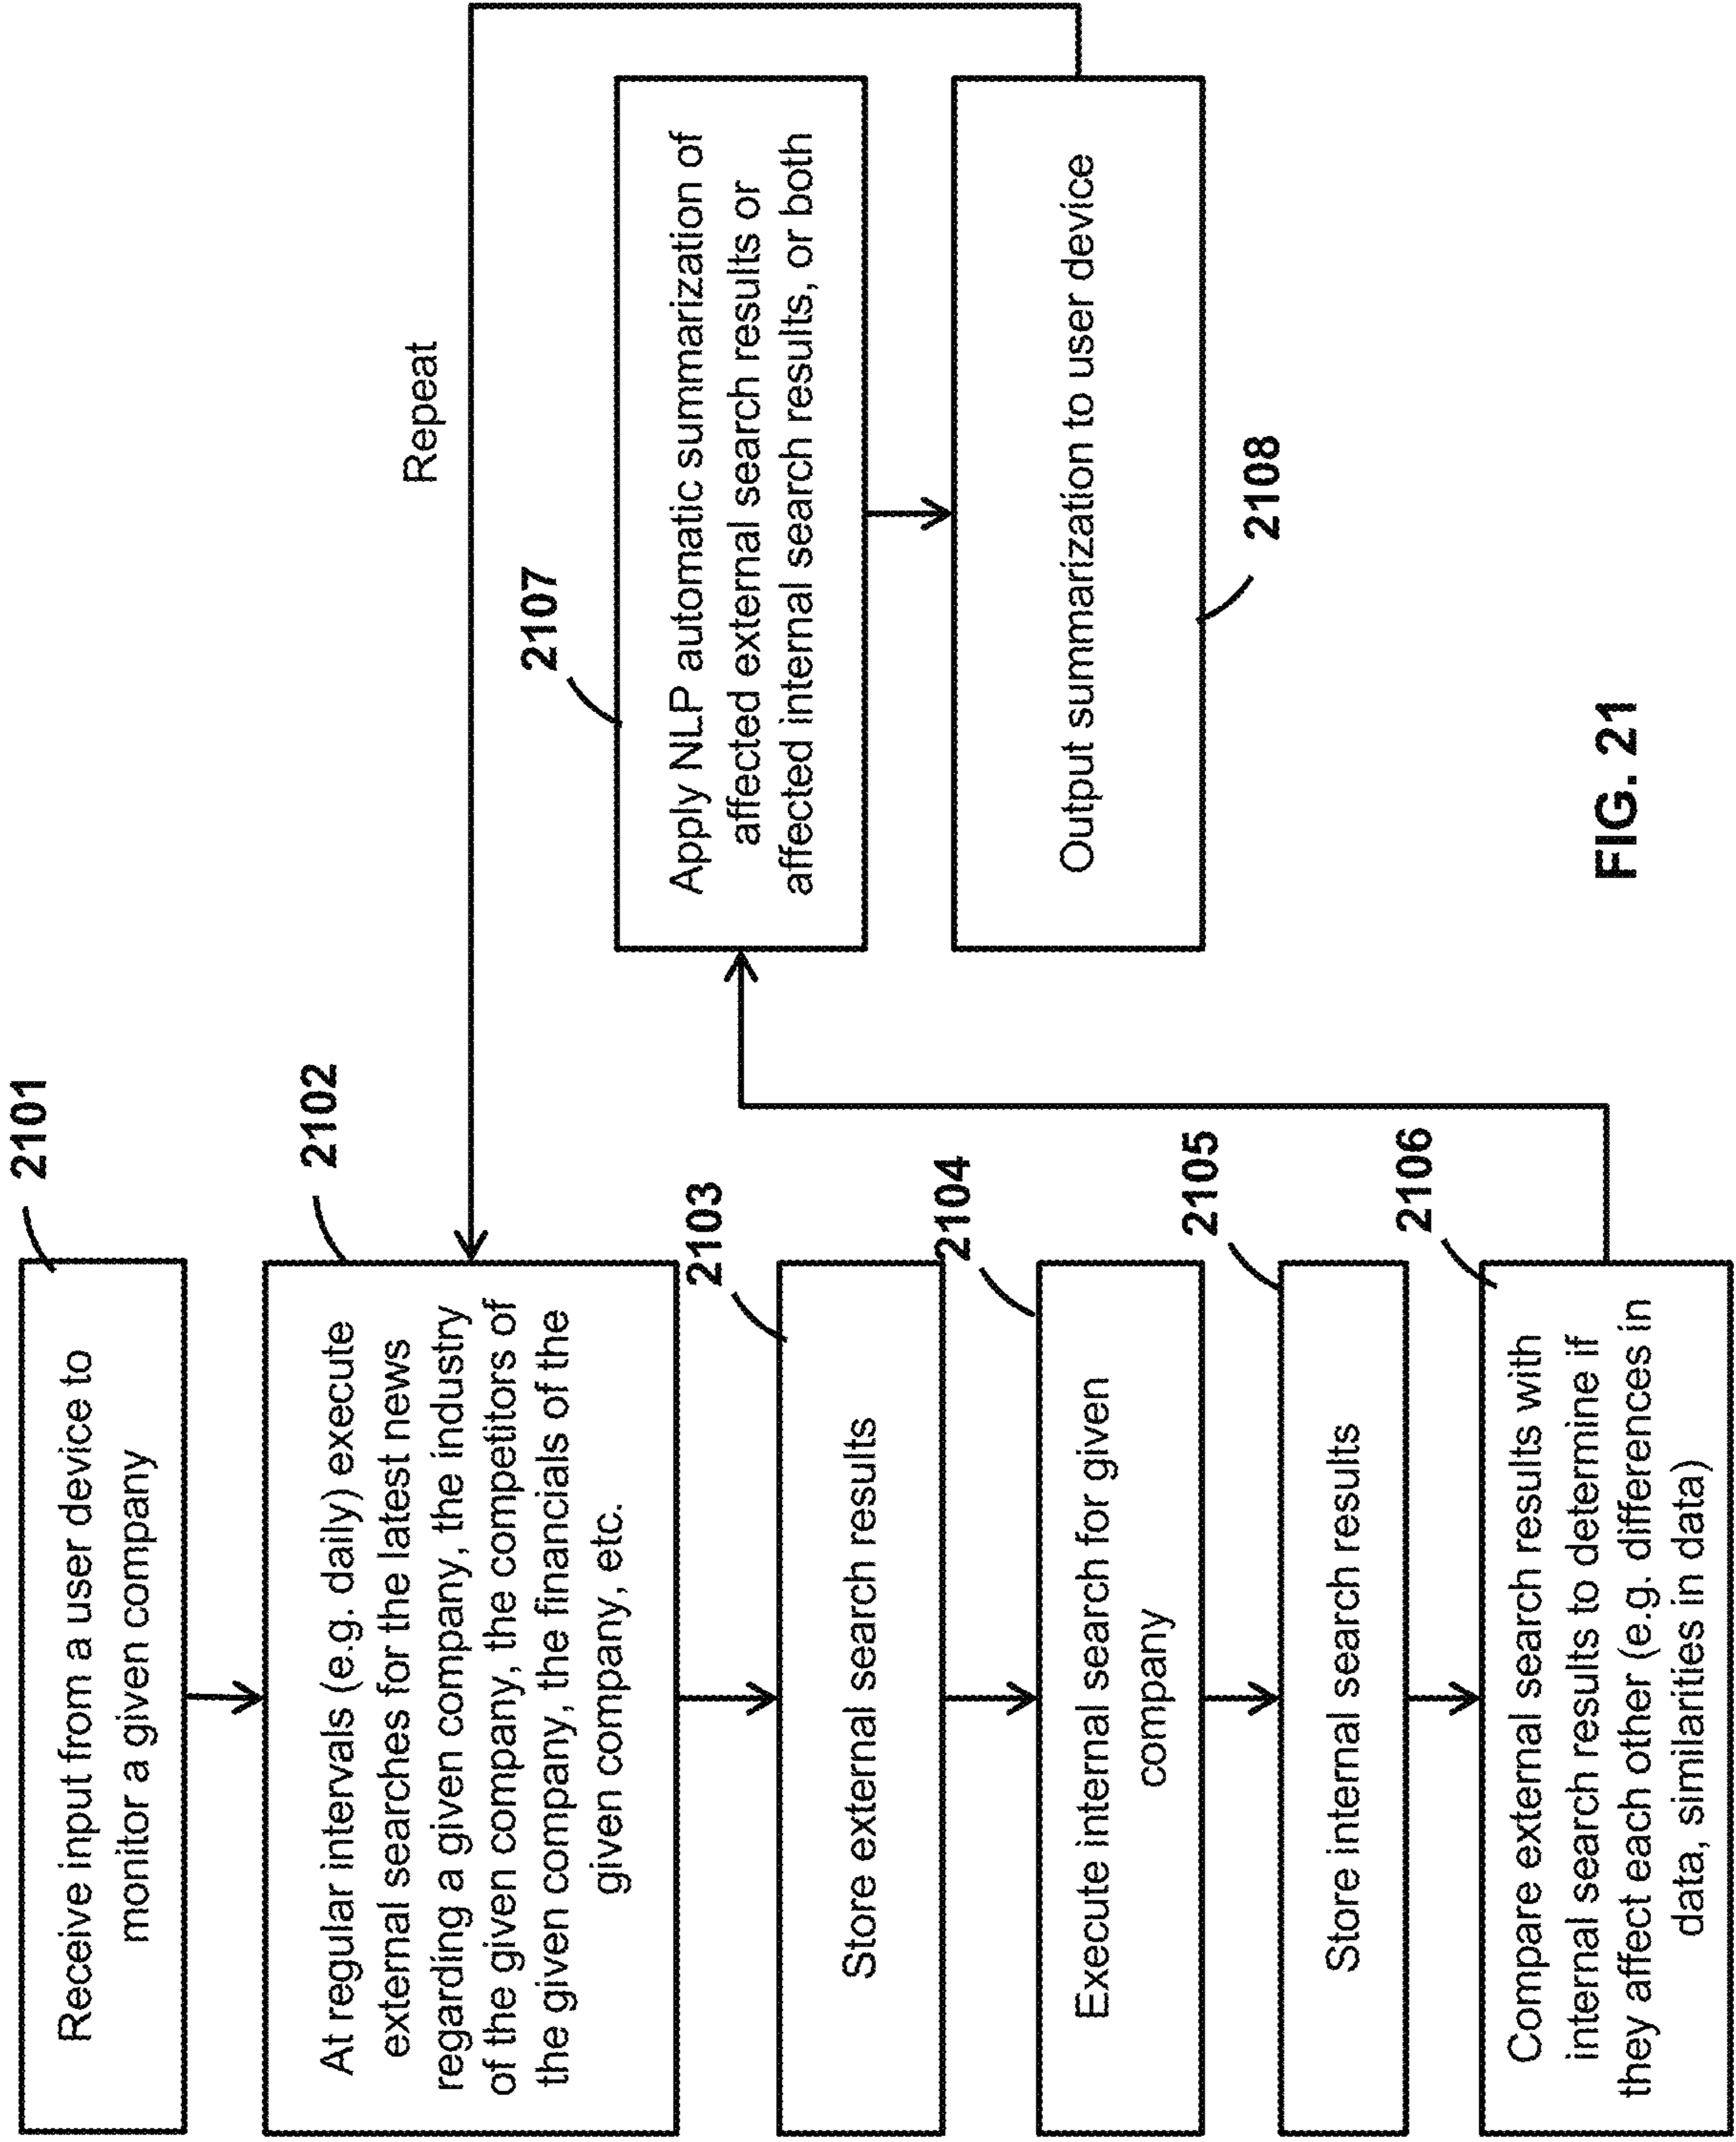 2101
Receive input from a user device to
monitor a given company
2102
At regular intervals (e.g. daily) execute
external searches for the latest news
regarding a given company, the industry
of the given company, the competitors of
the given company, the financials of the
given company, etc.
2103
Store external search results
2104
Execute internal search for given
company
2105
Store internal search results
2106
Compare external search results with
internal search results to determine if
they affect each other (e.g. differences in
data, similarities in data)
Repeat
2107
Apply NLP automatic summarization of
affected external search results or
affected internal search results, or both
Output summarization to user device
2108
FIG. 21